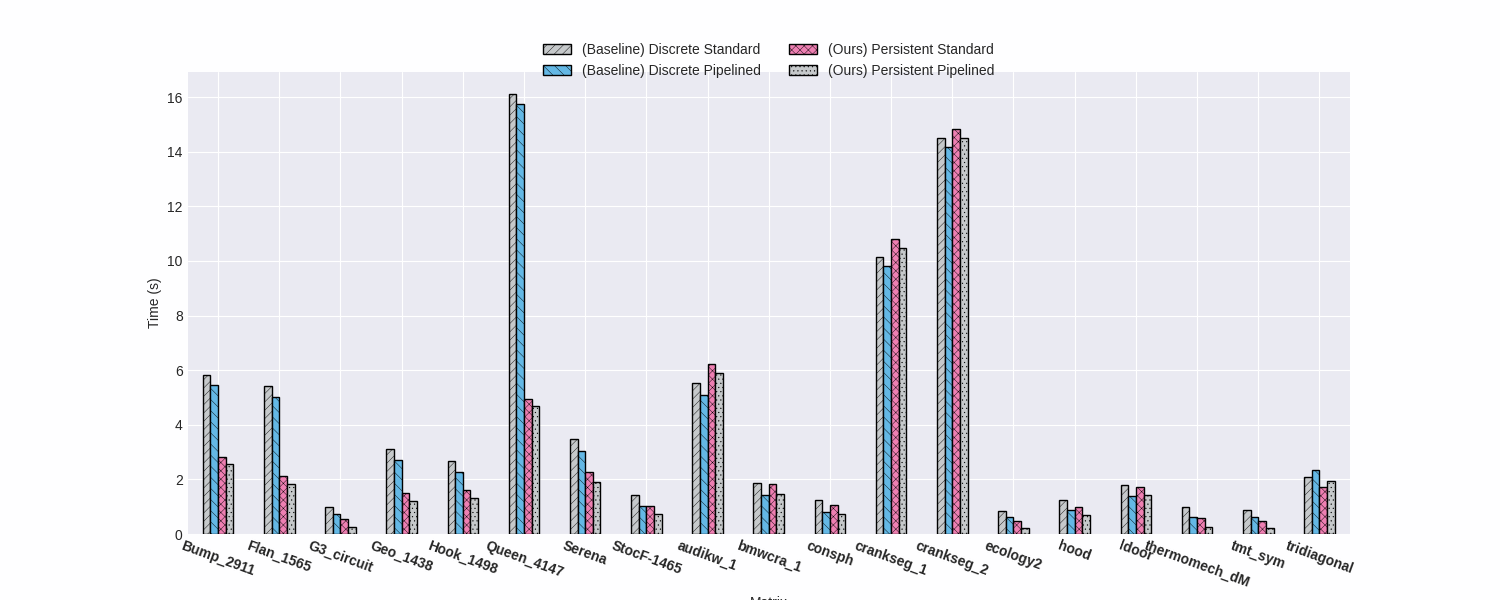 (Baseline) Discrete Standard
(Baseline) Discrete Pipelined
(Ours) Persistent Standard
(Ours) Persistent Pipelined
16
14
12
10
8
6
4
2
0
Time (s)
Bump_2911
Flan_1565
G3_circuit
Geo_1438
Hook_1498
Queen_4147
Serena
StocF-1465
audikw_1
bmwcra_1
consph
crankseg_1
crankseg_2
ecology2
hood
ldoor
thermomech_dM
tmt_sym
tridiagonal
Matrix